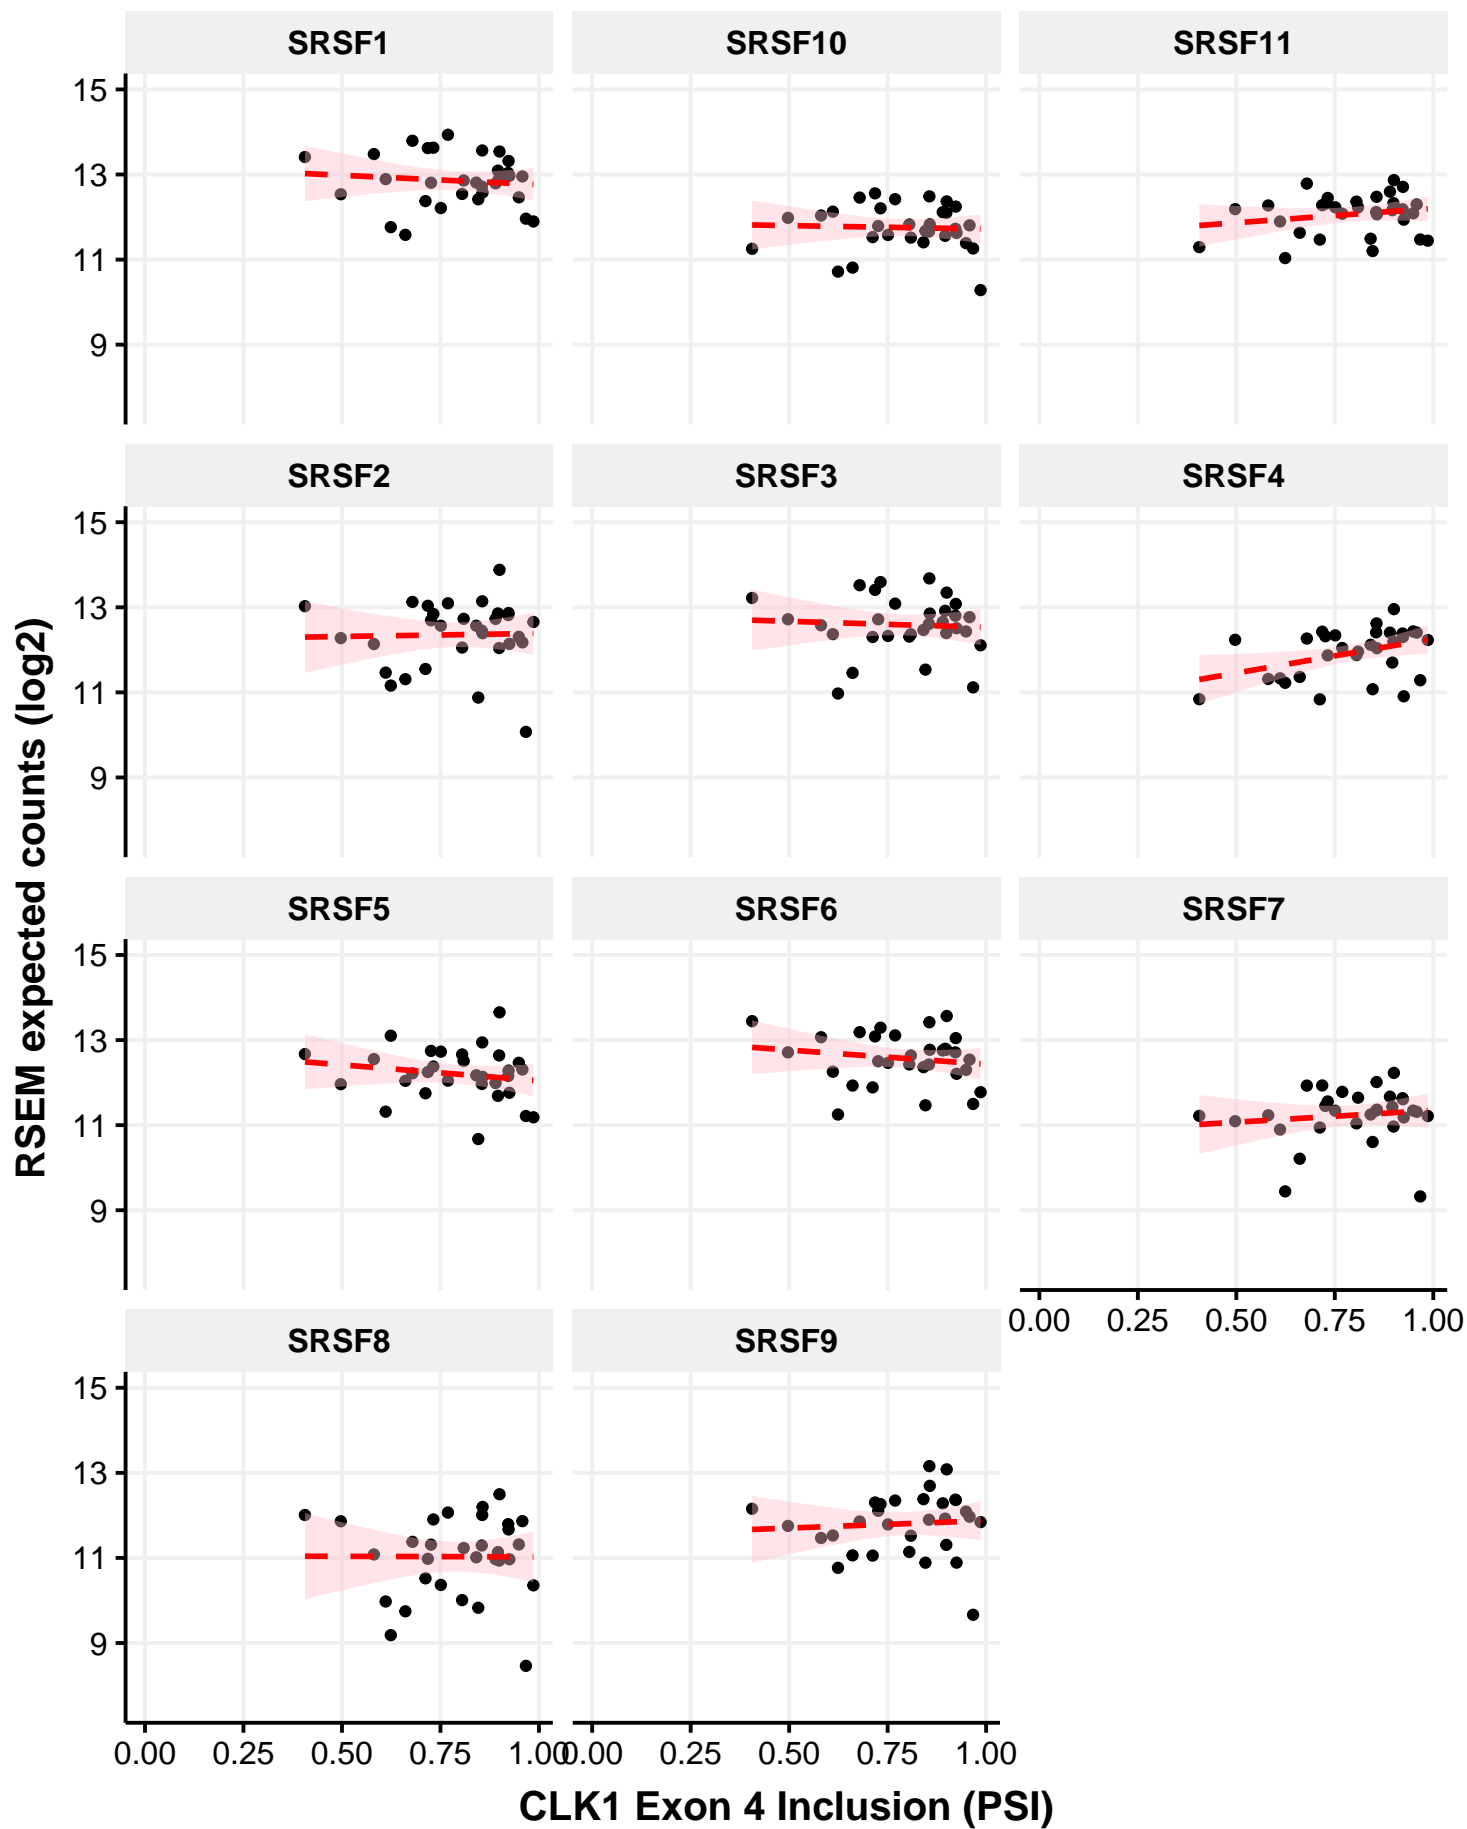 SRSF1 SRSF10 SRSF11
15
13
11
9
SRSF2 SRSF3 SRSF4
15
13
11
9
SRSF5 SRSF6 SRSF7
15
13
11
9
0.00 0.25 0.50 0.75 1.00
SRSF8 SRSF9
15
13
11
9
0.00 0.25 0.50 0.75 1.00 0.00 0.25 0.50 0.75 1.00
CLK1 Exon 4 Inclusion (PSI)
RSEM expected counts (log2)